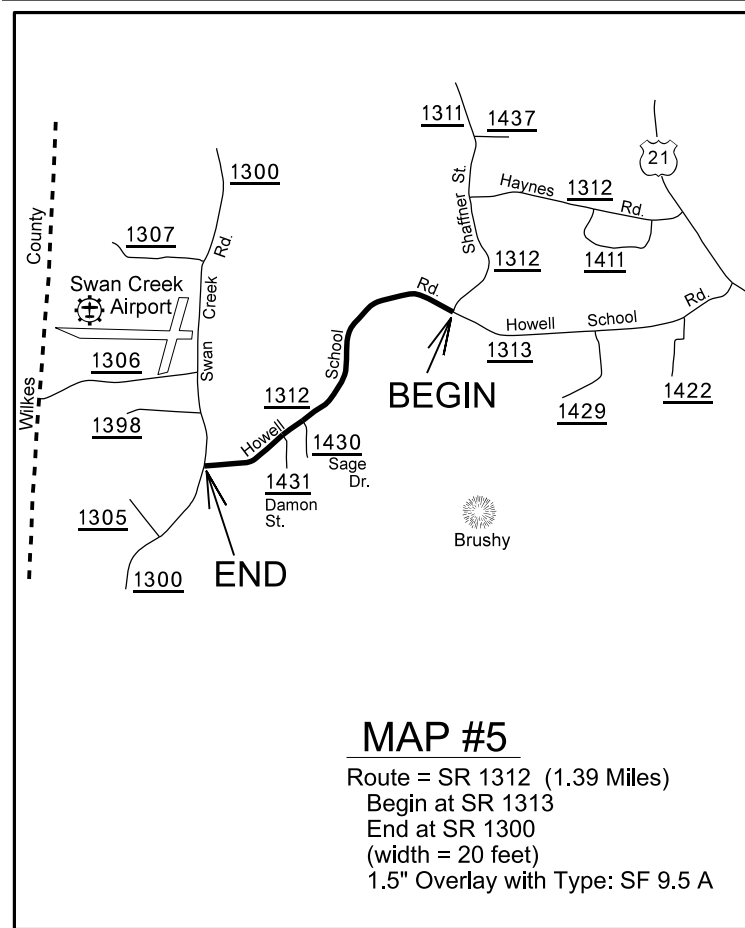 1311
1437
21
1300
Shaffner St.
Haynes
1312
Rd.
County
1307
Rd.
1411
1312
Swan Creek
Airport
Creek
Rd.
Rd.
Howell
School
1313
School
BEGIN
1306
Swan
1422
Wilkes
1312
1429
1398
Howell
1430
Sage
Dr.
1431
Damon
St.
1305
Brushy
END
1300
MAP #5
Route = SR 1312 (1.39 Miles)
Begin at SR 1313
End at SR 1300
(width = 20 feet)
1.5" Overlay with Type: SF 9.5 A